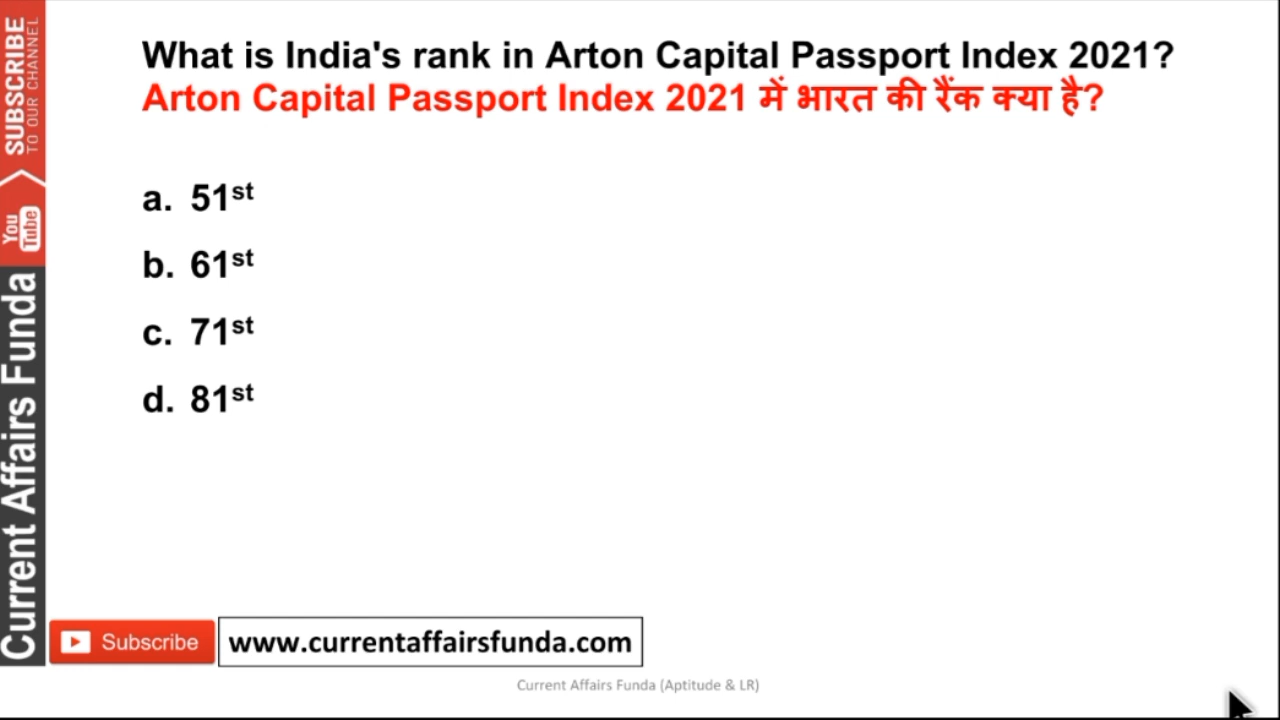 What is India's rank in Arton Capital Passport Index 2021?
Arton Capital Passport Index 2021 में भारत की रैंक क्या है?
a. 51st
b. 61st
c. 71st
d. 81st
SUBSCRIBE
TO OUR CHANNEL
You Tube
Current Affairs Funda
Subscribe
www.currentaffairsfunda.com
Current Affairs Funda (Aptitude & LR)